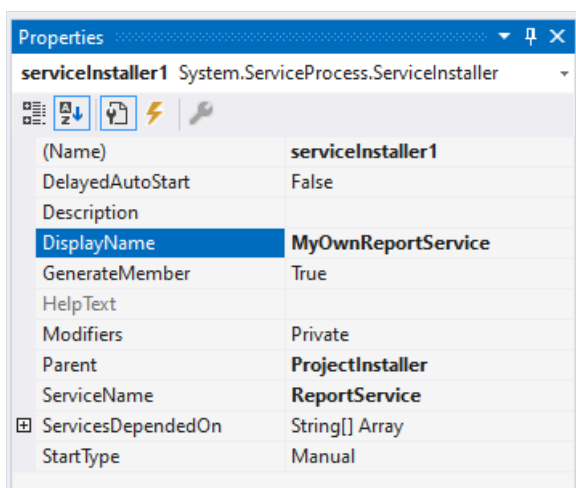 Properties
serviceInstaller1 System.ServiceProcess.ServiceInstaller
(Name) serviceInstaller1
DelayedAutoStart False
Description
DisplayName MyOwnReportService
GenerateMember True
HelpText
Modifiers Private
Parent ProjectInstaller
ServiceName ReportService
ServicesDependedOn String[] Array
StartType Manual